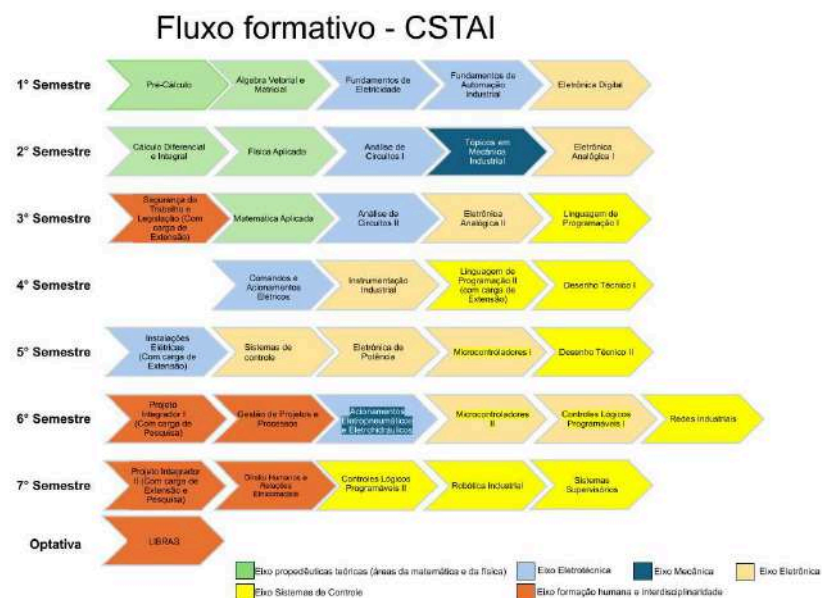 Fluxo formativo - CSTAI
1° Semestre
Pré-Cálculo
Álgebra Vetorial e
Matricial
Fundamentos de
Eletricidade
Fundamentos de
Automação
Industrial
Eletrônica Digital
2° Semestre
Cálculo Diferencial
e Integral
Física Aplicada
Análise de
Circuitos I
Tópicos em
Mecânica
Industrial
Eletrônica
Analógica I
3° Semestre
Segurança do
Trabalho e
Legislação (Com
carga de
Extensão)
Matemática Aplicada
Análise de
Circuitos II
Eletrônica
Analógica II
Linguagem de
Programação I
4° Semestre
Comandos e
Acionamentos
Elétricos
Instrumentação
Industrial
Linguagem de
Programação II
(com carga de
Extensão)
Desenho Técnico I
5° Semestre
Instalações
Elétricas
(Com carga de
Extensão)
Sistemas de
controle
Eletrônica de
Potência
Microcontroladores I
Desenho Técnico II
6° Semestre
Projeto
Integrador I
(Com carga de
Pesquisa)
Gestão de Projetos e
Processos
Acionamentos
Eletropneumáticos
e Eletrohidráulicos
Microcontroladores
II
Controles Lógicos
Programáveis I
Redes Industriais
7° Semestre
Projeto Integrador
II (Com carga de
Extensão e
Pesquisa)
Direito Humanos e
Relações
Controles Lógicos
Programáveis II
Robótica Industrial
Sistemas
Supervisórios
Optativa
LIBRAS
Eixo propedêuticas teóricas (áreas da matemática e da física)
Eixo Eletrotécnica
Eixo Mecânica
Eixo Eletrônica
Eixo Sistemas de Controle
Eixo formação humana e interdisciplinaridade